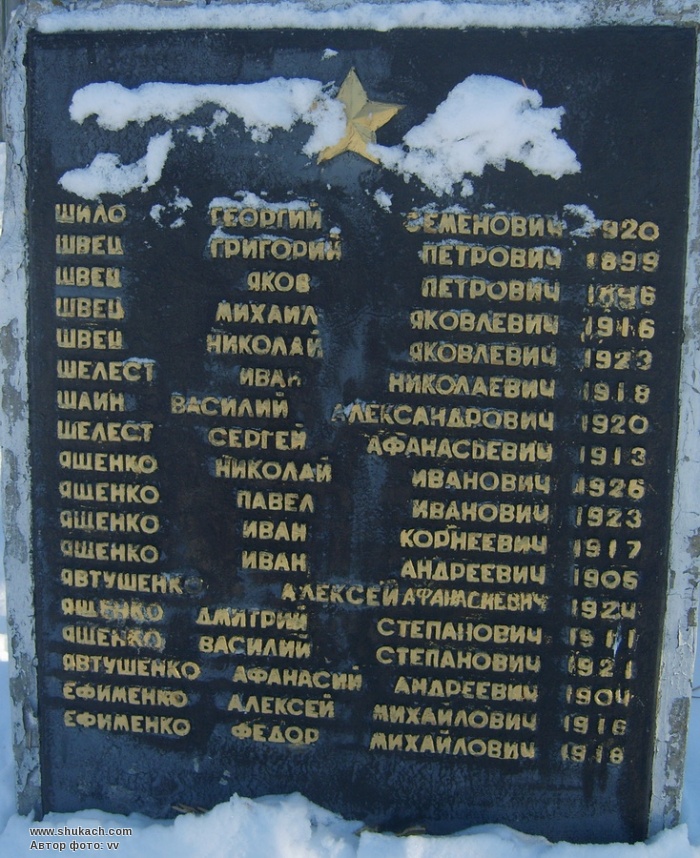 ШИЛО ГЕОРГИЙ СЕМЕНОВИЧ 1920
ШВЕЦ ГРИГОРИЙ ПЕТРОВИЧ 1899
ШВЕЦ ЯКОВ ПЕТРОВИЧ
ШВЕЦ МИХАИЛ ЯКОВЛЕВИЧ 1916
ШВЕЦ НИКОЛАЙ ЯКОВЛЕВИЧ 1923
ШЕЛЕСТ ИВАН НИКОЛАЕВИЧ 1918
ШАИН ВАСИЛИЙ АЛЕКСАНДРОВИЧ 1920
ШЕЛЕСТ СЕРГЕЙ АФАНАСЬЕВИЧ 1913
ЯЩЕНКО НИКОЛАЙ ИВАНОВИЧ 1926
ЯЩЕНКО ПАВЕЛ ИВАНОВИЧ 1923
ЯЩЕНКО ИВАН КОРНЕЕВИЧ 1917
ЯЩЕНКО ИВАН АНДРЕЕВИЧ 1905
ЯВТУШЕНКО АЛЕКСЕЙ АФАНАСИЕВИЧ 1924
ЯЩЕНКО ДМИТРИЙ СТЕПАНОВИЧ 1911
ЯЩЕНКО ВАСИЛИЙ СТЕПАНОВИЧ 1921
ЯВТУШЕНКО АФАНАСИЙ АНДРЕЕВИЧ 1904
ЕФИМЕНКО АЛЕКСЕЙ МИХАЙЛОВИЧ 1916
ЕФИМЕНКО ФЕДОР МИХАЙЛОВИЧ 1918
www.shukach.com
Автор фото: vv